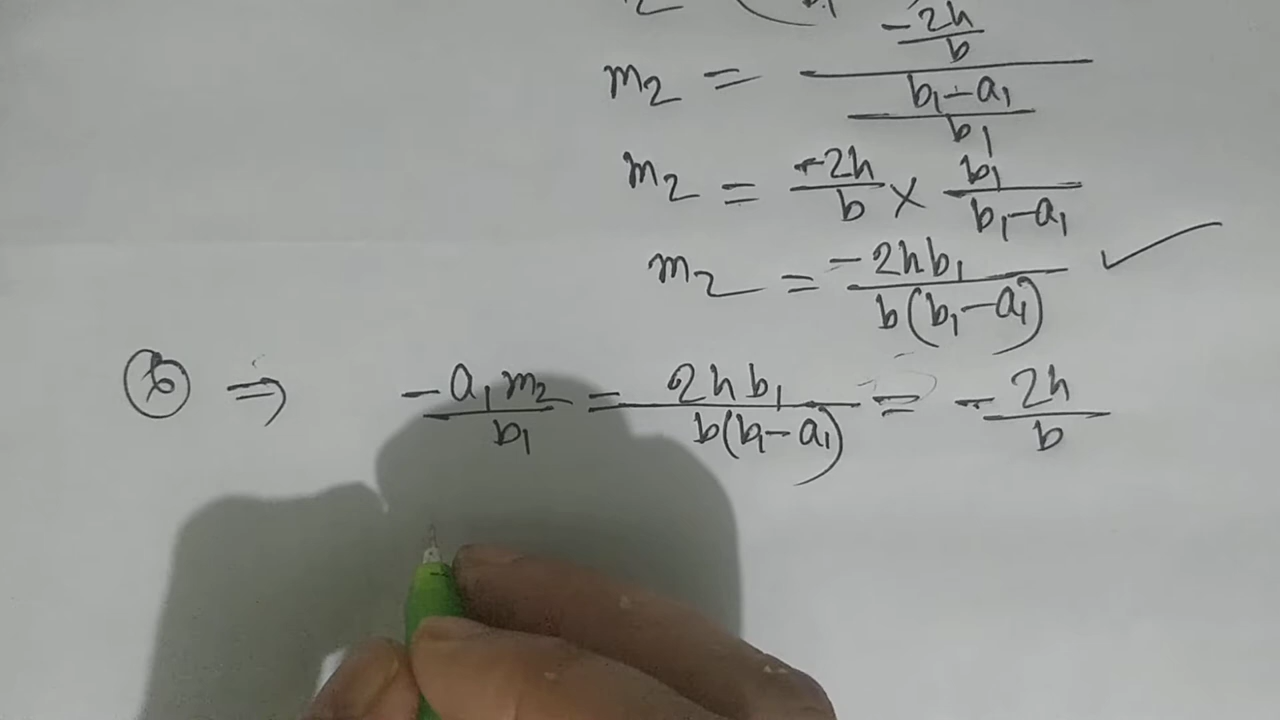 m₂ = (-2h/b) / ((b₁-a₁)/b₁)
m₂ = -2h/b × b₁/(b₁-a₁)
m₂ = -2hb₁/b(b₁-a₁) ✓
⇒ -a₁m₂/b₁ = 2hb₁/b(b₁-a₁) = -2h/b